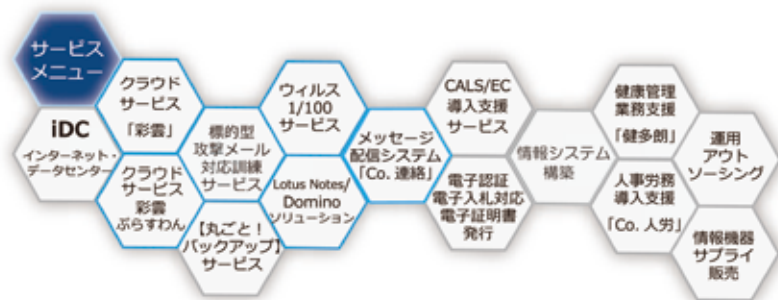 サービス
メニュー
iDC
インターネット・
データセンター
クラウド
サービス
「彩雲」
クラウド
サービス
彩雲
ぷらすわん
標的型
攻撃メール
対応訓練
サービス
【丸ごと！
バックアップ】
サービス
ウィルス
1/100
サービス
Lotus Notes/
Domino
ソリューション
メッセージ
配信システム
「Co. 連絡」
CALS/EC
導入支援
サービス
電子認証
電子入札対応
電子証明書
発行
情報システム
構築
健康管理
業務支援
「健多朗」
人事労務
導入支援
「Co. 人労」
運用
アウト
ソーシング
情報機器
サプライ
販売